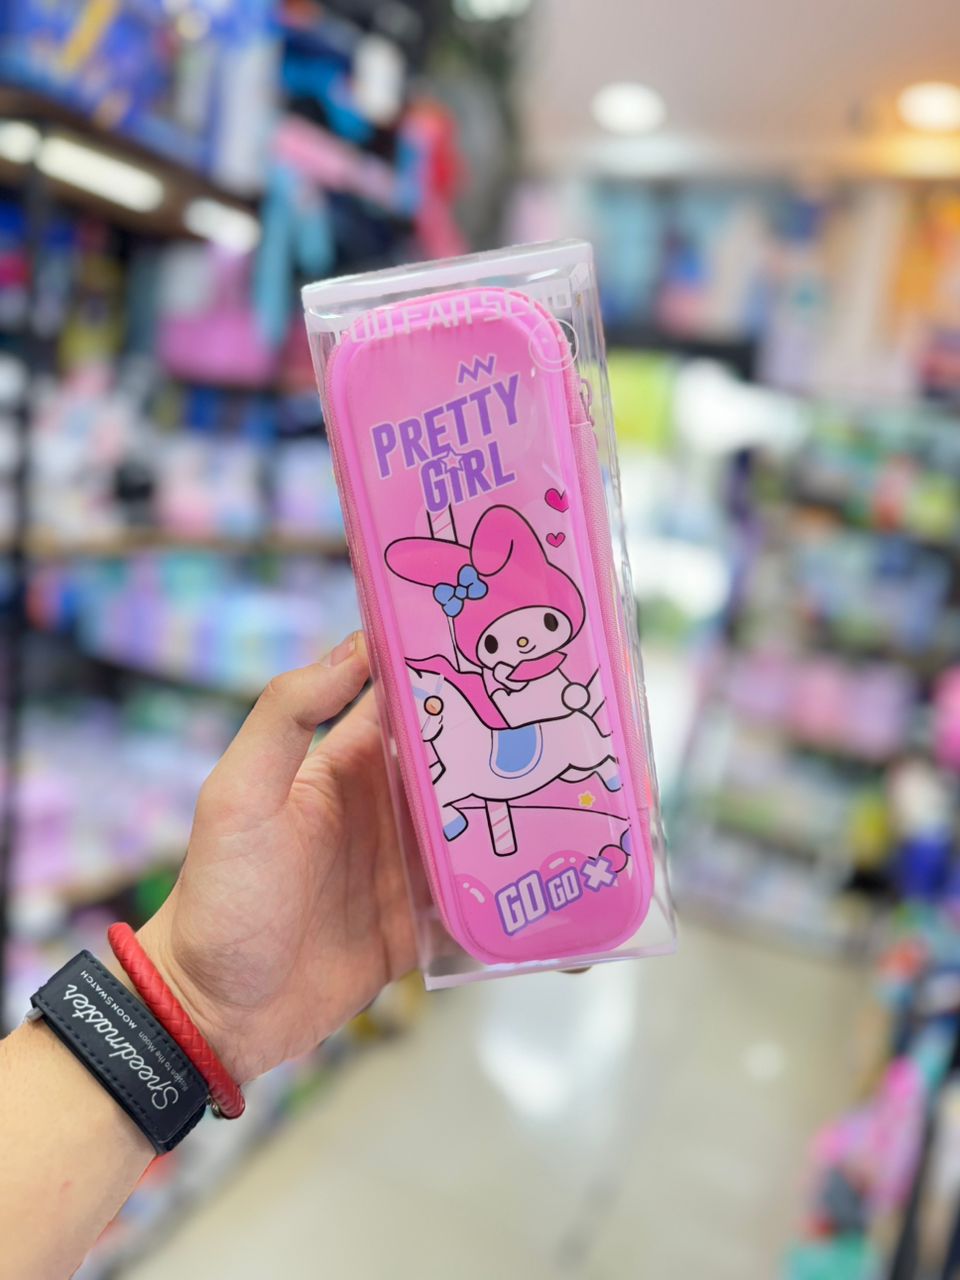 PRETTY
GIRL
GO GO
Speedmaster
MOONSWATCH